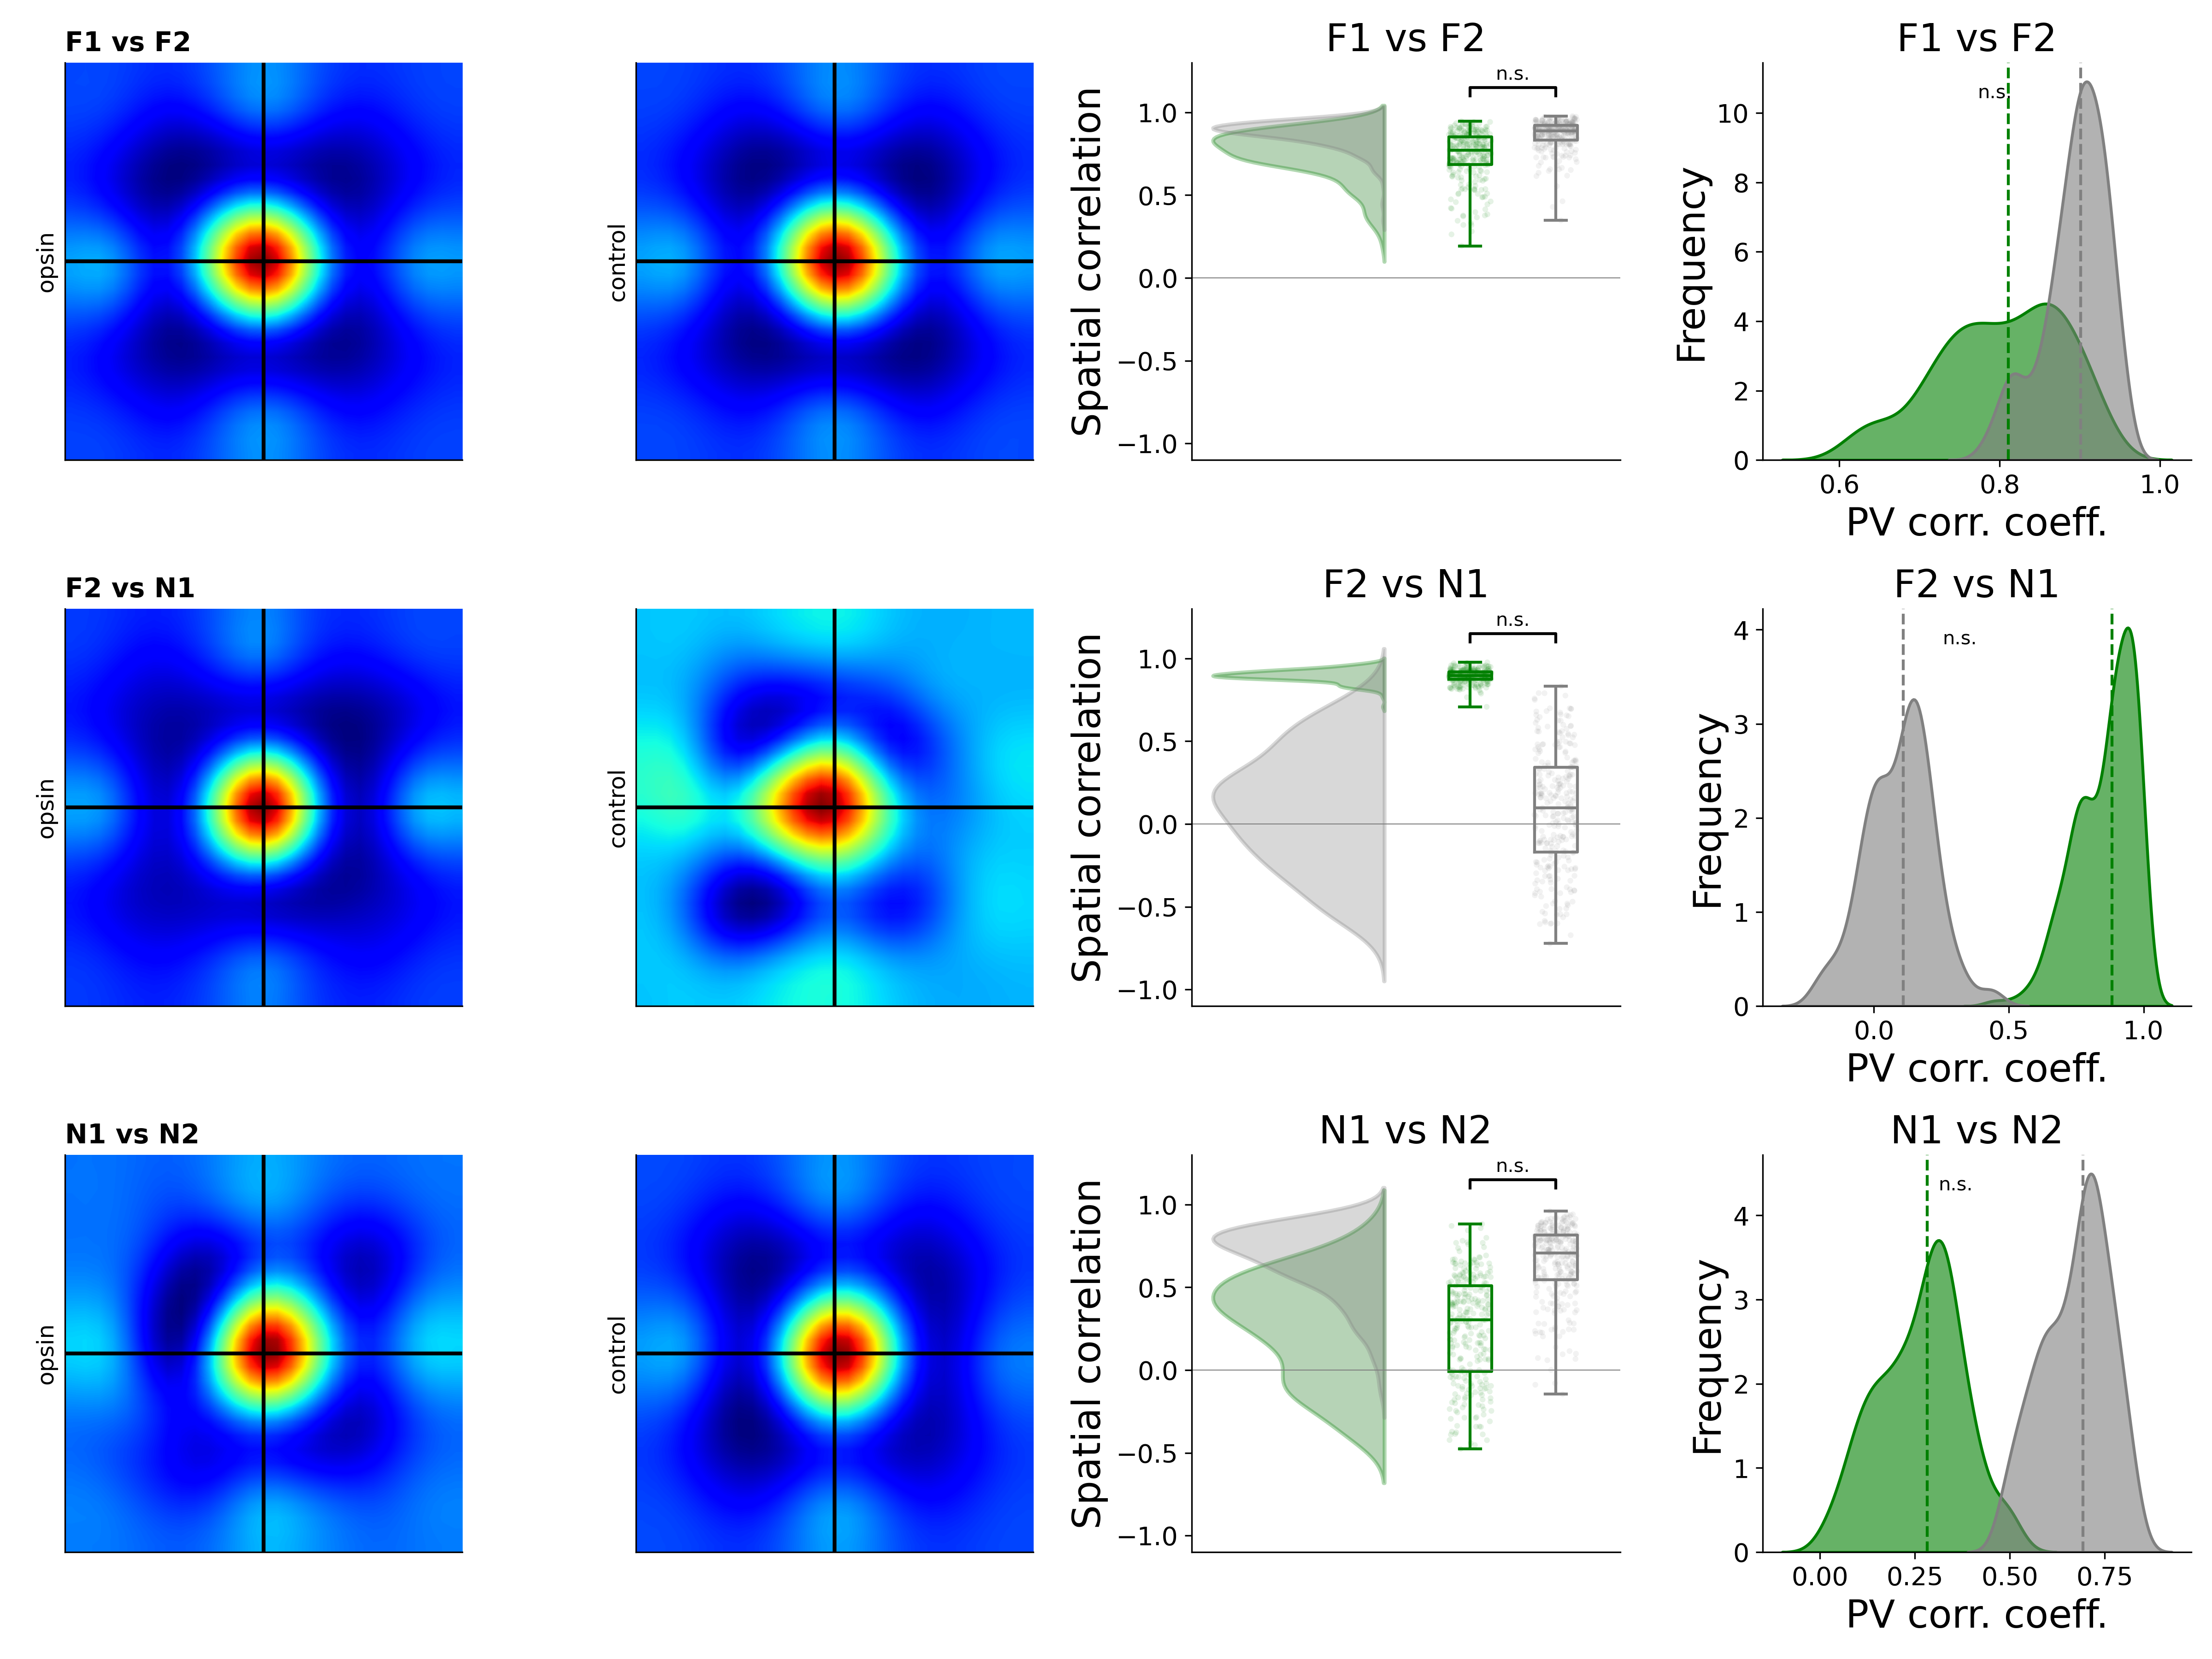 F1 vs F2
opsin
control
F1 vs F2
n.s.
Spatial correlation
1.0
0.5
0.0
−0.5
−1.0
F1 vs F2
n.s.
Frequency
10
8
6
4
2
0
0.6 0.8 1.0
PV corr. coeff.
F2 vs N1
opsin
control
F2 vs N1
n.s.
Spatial correlation
1.0
0.5
0.0
−0.5
−1.0
F2 vs N1
n.s.
Frequency
4
3
2
1
0
0.0 0.5 1.0
PV corr. coeff.
N1 vs N2
opsin
control
N1 vs N2
n.s.
Spatial correlation
1.0
0.5
0.0
−0.5
−1.0
N1 vs N2
n.s.
Frequency
4
3
2
1
0
0.00 0.25 0.50 0.75
PV corr. coeff.